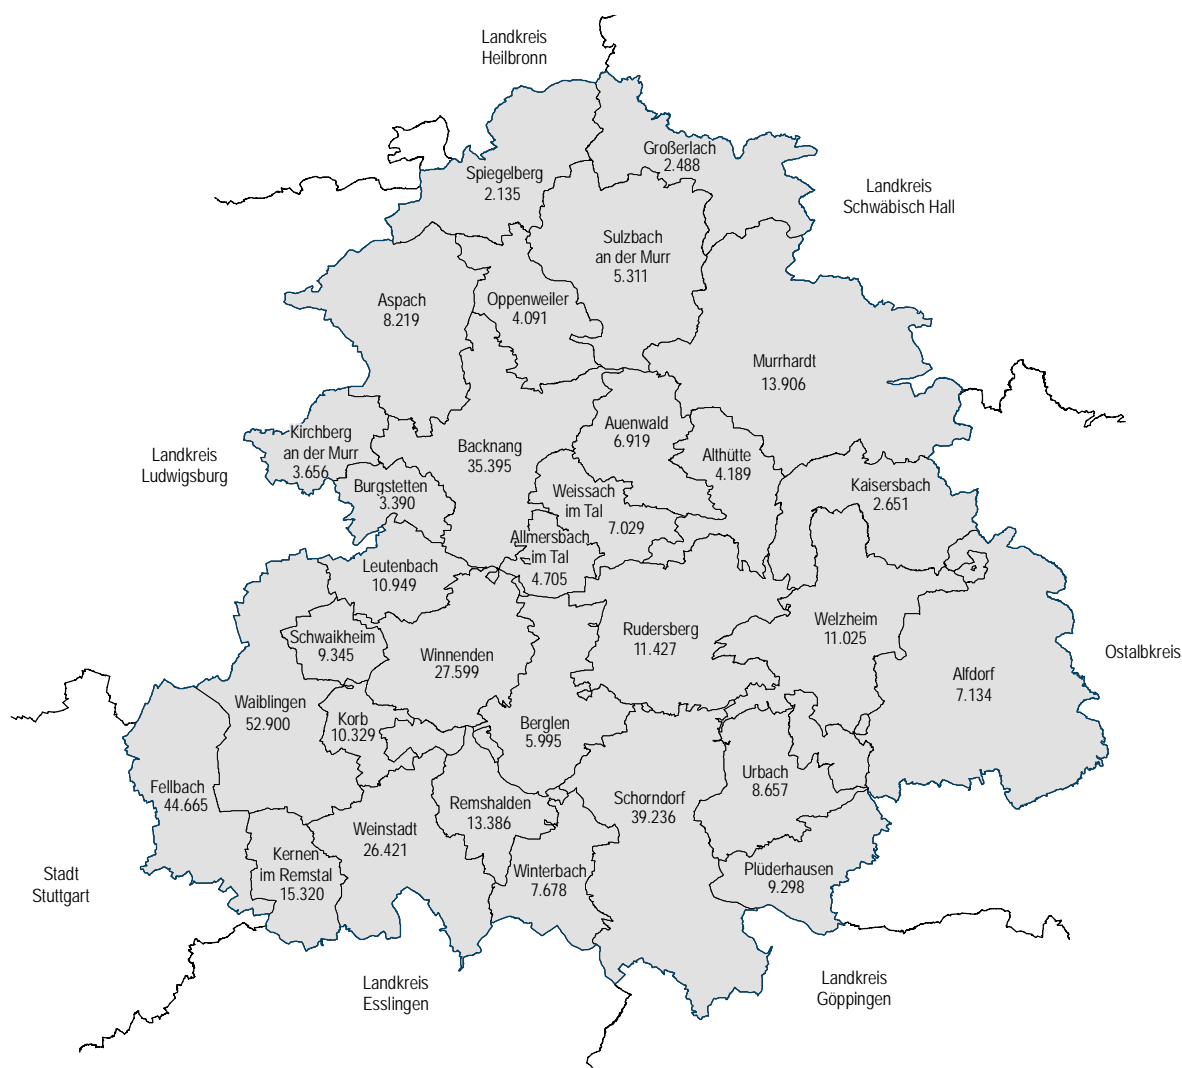 Landkreis
Heilbronn
Großerlach
2.488
Spiegelberg
2.135
Landkreis
Schwäbisch Hall
Sulzbach
an der Murr
5.311
Aspach
8.219
Oppenweiler
4.091
Murrhardt
13.906
Kirchberg
an der Murr
3.656
Landkreis
Ludwigsburg
Backnang
35.395
Auenwald
6.919
Althütte
4.189
Burgstetten
3.390
Weissach
im Tal
7.029
Kaisersbach
2.651
Allmersbach
im Tal
4.705
Leutenbach
10.949
Schwaikheim
9.345
Winnenden
27.599
Rudersberg
11.427
Welzheim
11.025
Ostalbkreis
Alfdorf
7.134
Waiblingen
52.900
Korb
10.329
Berglen
5.995
Fellbach
44.665
Urbach
8.657
Schorndorf
39.236
Remshalden
13.386
Weinstadt
26.421
Kernen
im Remstal
15.320
Winterbach
7.678
Plüderhausen
9.298
Stadt
Stuttgart
Landkreis
Esslingen
Landkreis
Göppingen